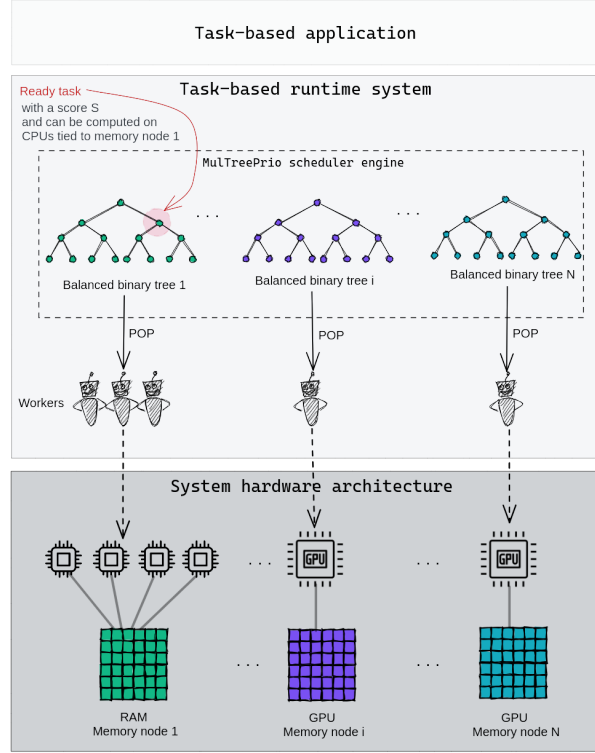 Task-based application
Task-based runtime system
Ready task
with a score S
and can be computed on
CPUs tied to memory node 1
MulTreePrio scheduler engine
. . .
. . .
Balanced binary tree 1
Balanced binary tree i
Balanced binary tree N
POP
POP
POP
Workers
System hardware architecture
. . .
GPU
. . .
GPU
. . .
. . .
RAM
Memory node 1
GPU
Memory node i
GPU
Memory node N